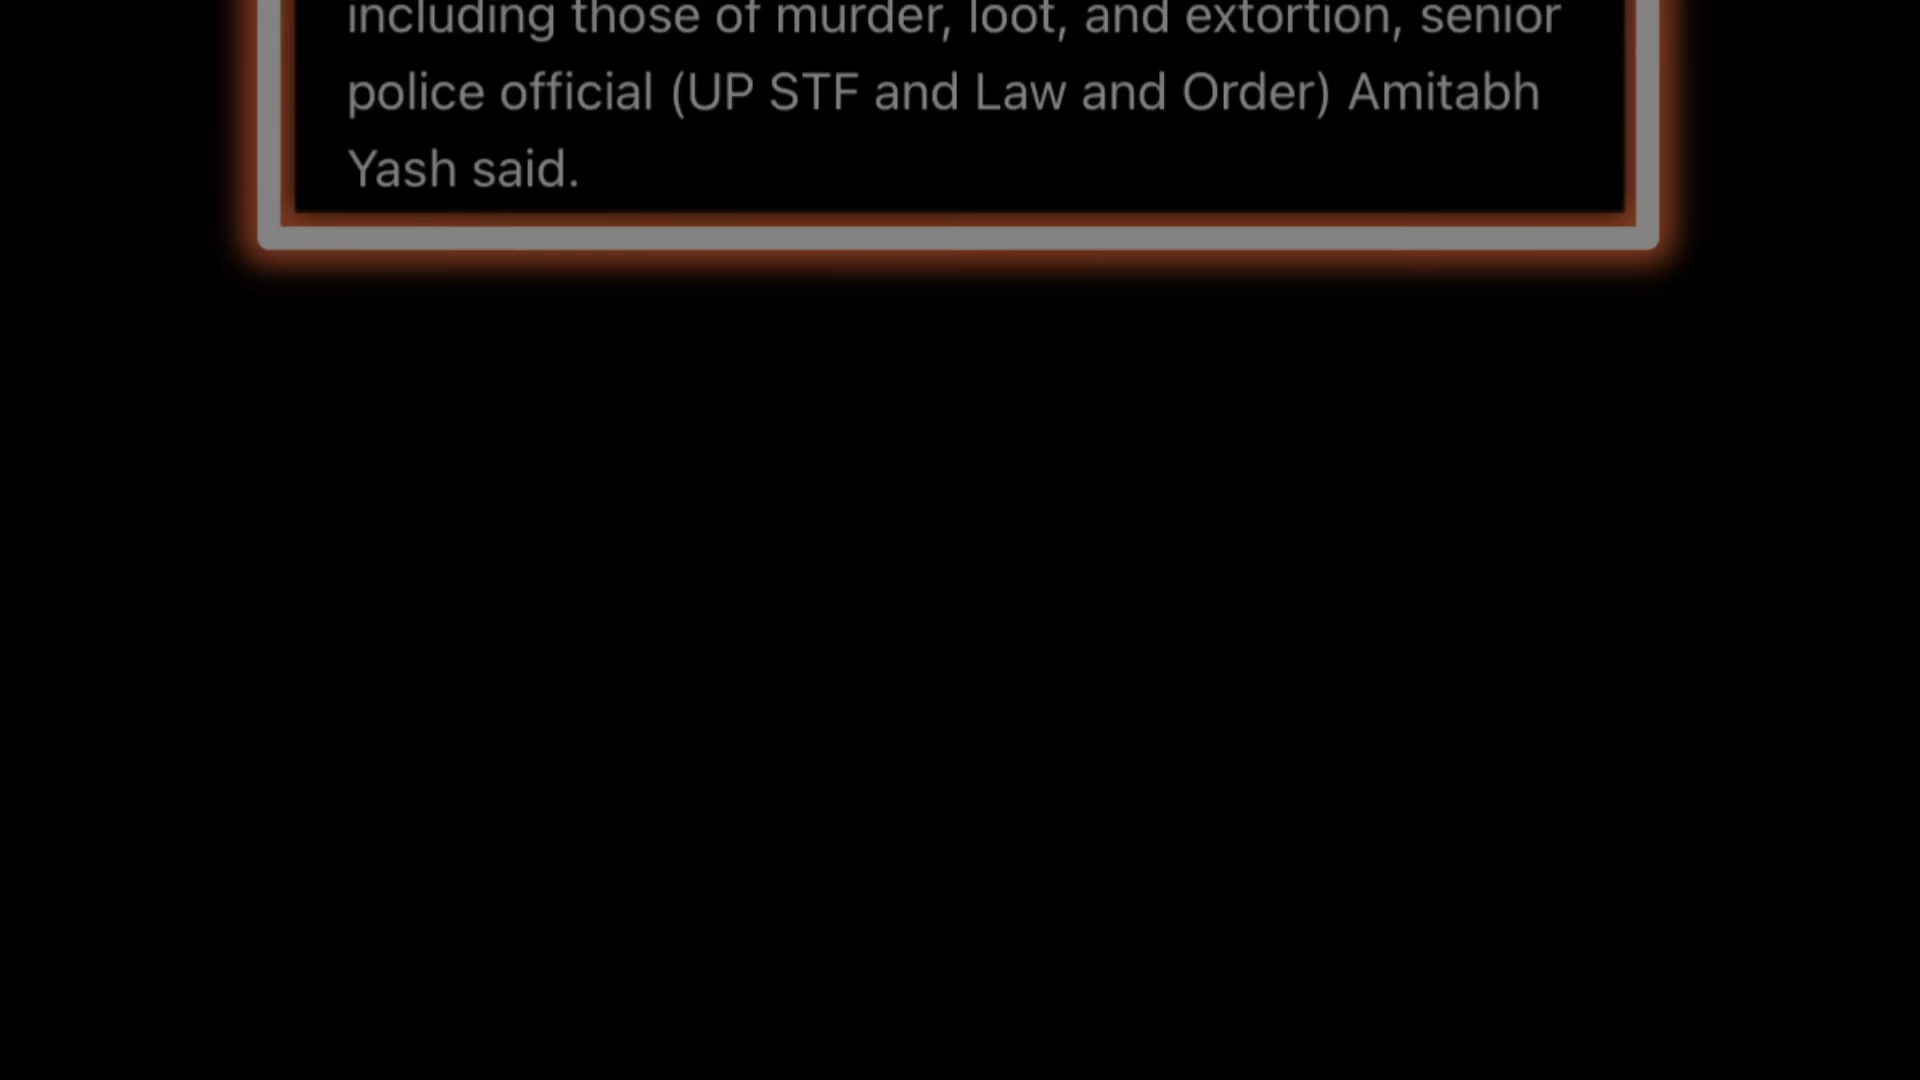 including those of murder, loot, and extortion, senior
police official (UP STF and Law and Order) Amitabh
Yash said.